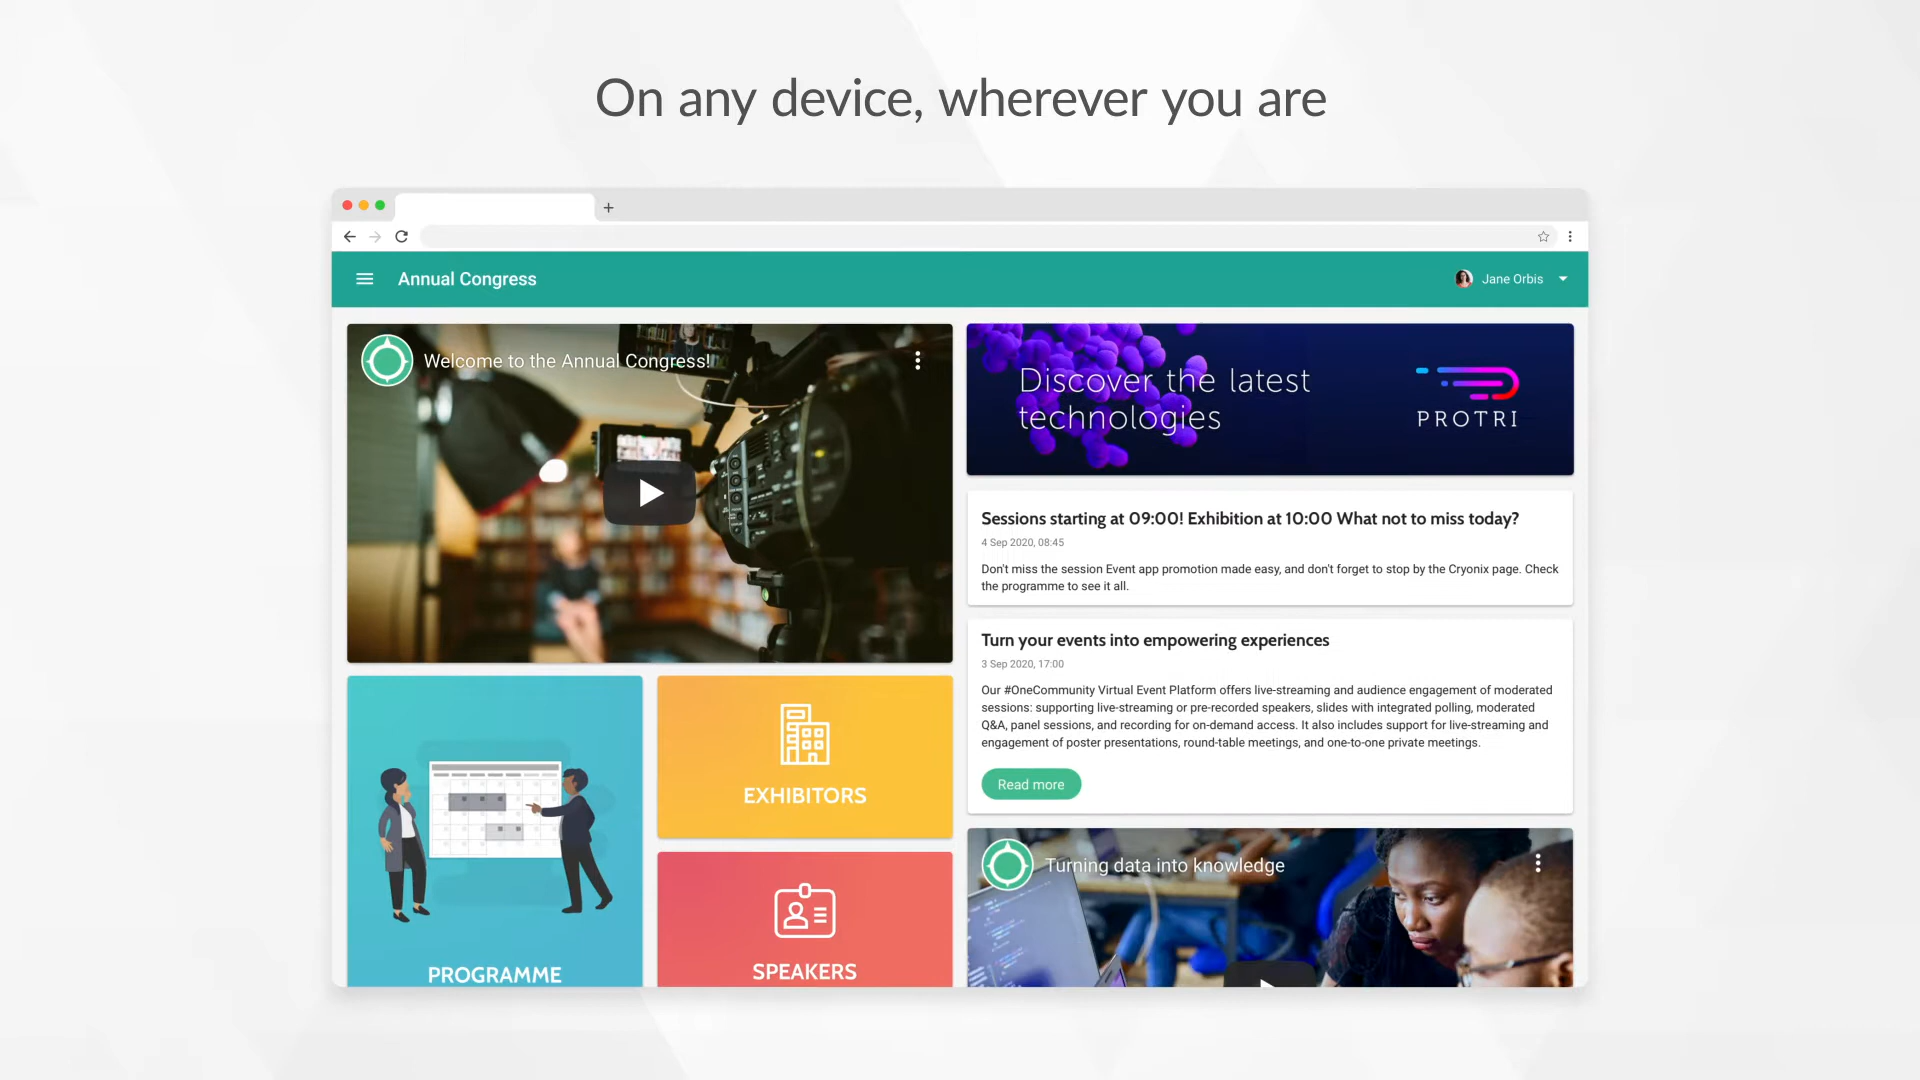 On any device, wherever you are
Annual Congress
Jane Orbis
Welcome to the Annual Congress!
Discover the latest
technologies
PROTRI
Sessions starting at 09:00! Exhibition at 10:00 What not to miss today?
4 Sep 2020, 08:45
Don't miss the session Event app promotion made easy, and don't forget to stop by the Cryonix page. Check
the programme to see it all.
Turn your events into empowering experiences
3 Sep 2020, 17:00
Our #OneCommunity Virtual Event Platform offers live-streaming and audience engagement of moderated
sessions: supporting live-streaming or pre-recorded speakers, slides with integrated polling, moderated
Q&A, panel sessions, and recording for on-demand access. It also includes support for live-streaming and
engagement of poster presentations, round-table meetings, and one-to-one private meetings.
Read more
EXHIBITORS
Turning data into knowledge
PROGRAMME
SPEAKERS